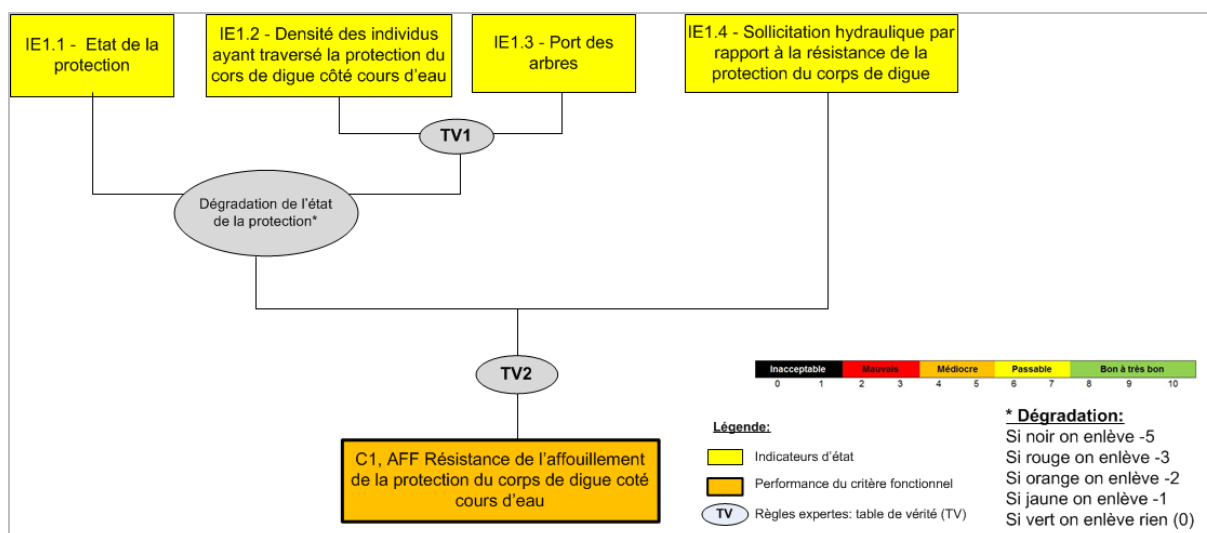 IE1.1 - Etat de la
protection
IE1.2 - Densité des individus
ayant traversé la protection du
cors de digue côté cours d'eau
IE1.3 - Port des
arbres
IE1.4 - Sollicitation hydraulique par
rapport à la résistance de la
protection du corps de digue
TV1
Dégradation de l'état
de la protection*
TV2
C1, AFF Résistance de l'affouillement
de la protection du corps de digue coté
cours d'eau
Inacceptable Mauvais Médiocre Passable Bon à très bon
0 1 2 3 4 5 6 7 8 9 10
Légende:
Indicateurs d'état
Performance du critère fonctionnel
TV Règles expertes: table de vérité (TV)
* Dégradation:
Si noir on enlève -5
Si rouge on enlève -3
Si orange on enlève -2
Si jaune on enlève -1
Si vert on enlève rien (0)